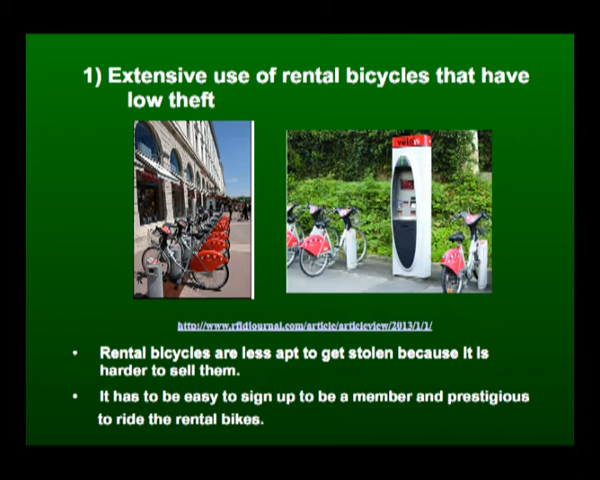 1) Extensive use of rental bicycles that have
low theft
http://www.rfidjournal.com/article/articleview/2013/1/1/
• Rental bicycles are less apt to get stolen because it is
harder to sell them.
• It has to be easy to sign up to be a member and prestigious
to ride the rental bikes.